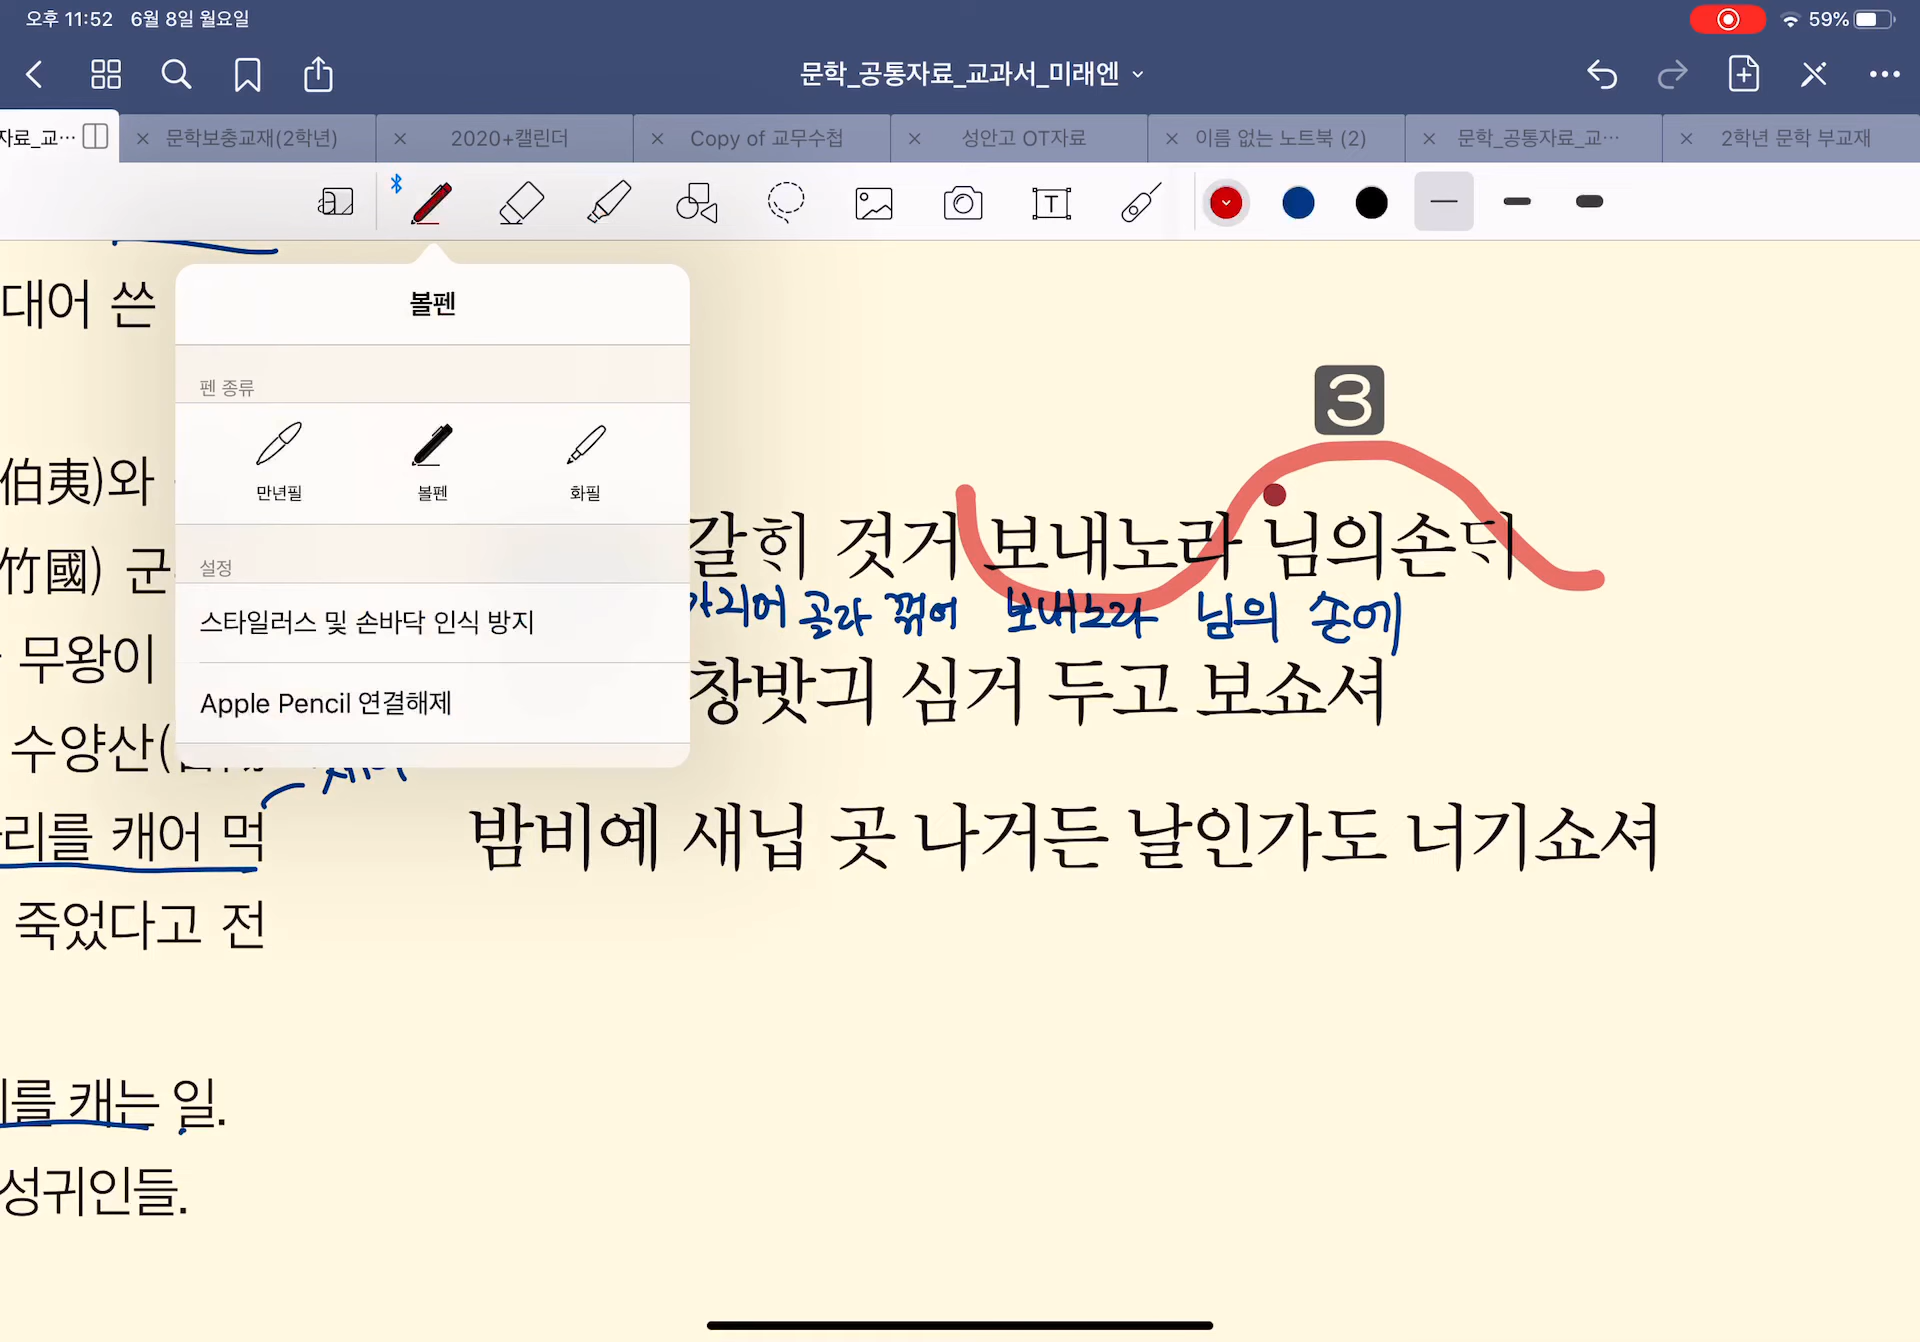 오후 11:52 6월 8일 월요일
59%
문학_공통자료_교과서_미래엔
자료_교…
문학보충교재(2학년)
2020+캘린더
Copy of 교무수첩
성안고 OT자료
이름 없는 노트북 (2)
문학_공통자료_교…
2학년 문학 부교재
대어 쓴
볼펜
펜 종류
만년필 볼펜 화필
설정
스타일러스 및 손바닥 인식 방지
Apple Pencil 연결해제
伯夷)와
竹國) 군
무왕이
수양산(
리를 캐어 먹
죽었다고 전
를 캐는 일.
성귀인들.
3
갈히 것거 보내노라 님의손듸
가리어 골라 꺾어 보내노라 님의 손에
창밧긔 심거 두고 보쇼셔
밤비예 새닙 곳 나거든 날인가도 너기쇼셔